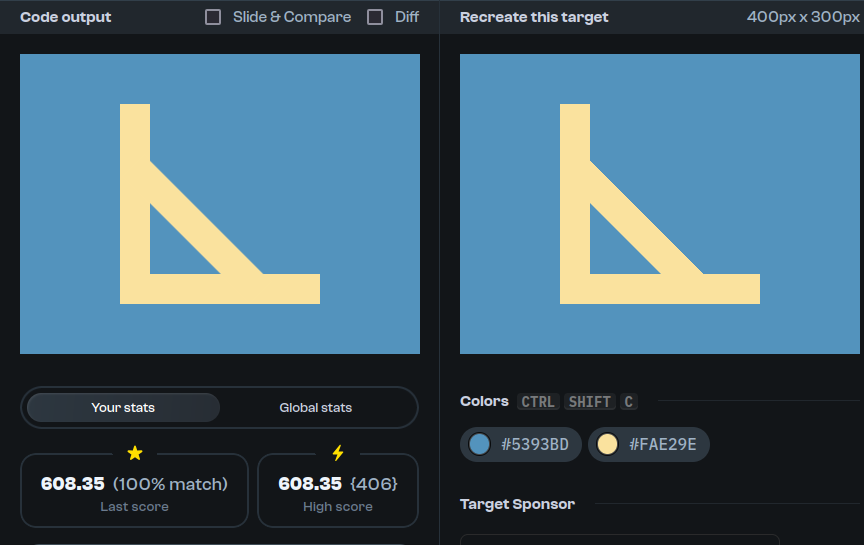 Code output
Slide & Compare
Diff
Recreate this target
400px x 300px
Your stats
Global stats
608.35 (100% match)
Last score
608.35 {406}
High score
Colors CTRL SHIFT C
#5393BD
#FAE29E
Target Sponsor